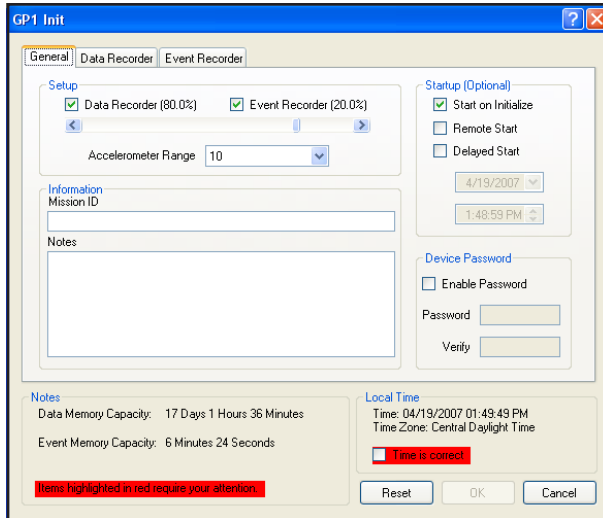 GP1 Init
General Data Recorder Event Recorder
Setup
Data Recorder (80.0%) Event Recorder (20.0%)
Accelerometer Range 10
Startup (Optional)
Start on Initialize
Remote Start
Delayed Start
4/19/2007
1:48:59 PM
Information
Mission ID
Notes
Device Password
Enable Password
Password
Verify
Notes
Data Memory Capacity: 17 Days 1 Hours 36 Minutes
Event Memory Capacity: 6 Minutes 24 Seconds
Items highlighted in red require your attention.
Local Time
Time: 04/19/2007 01:49:49 PM
Time Zone: Central Daylight Time
Time is correct
Reset OK Cancel